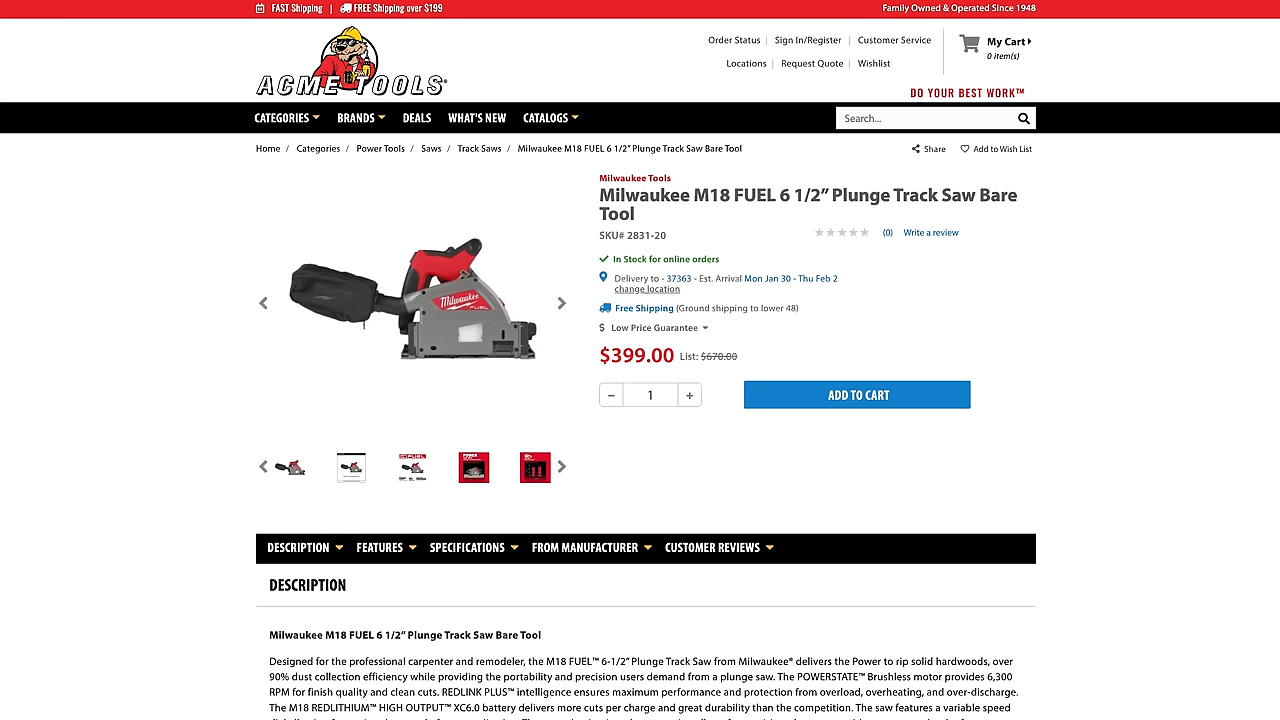 FAST Shipping | FREE Shipping over $199
Family Owned & Operated Since 1948
ACME TOOLS
Order Status | Sign In/Register | Customer Service
Locations | Request Quote | Wishlist
My Cart
0 item(s)
DO YOUR BEST WORK™
CATEGORIES BRANDS DEALS WHAT'S NEW CATALOGS
Search...
Home / Categories / Power Tools / Saws / Track Saws / Milwaukee M18 FUEL 6 1/2” Plunge Track Saw Bare Tool
Share Add to Wish List
Milwaukee Tools
Milwaukee M18 FUEL 6 1/2” Plunge Track Saw Bare
Tool
SKU# 2831-20
(0) Write a review
In Stock for online orders
Delivery to - 37363 - Est. Arrival Mon Jan 30 - Thu Feb 2
change location
Free Shipping (Ground shipping to lower 48)
$ Low Price Guarantee
$399.00 List: $670.00
− 1 +
ADD TO CART
Milwaukee
FUEL
DESCRIPTION FEATURES SPECIFICATIONS FROM MANUFACTURER CUSTOMER REVIEWS
DESCRIPTION
Milwaukee M18 FUEL 6 1/2” Plunge Track Saw Bare Tool
Designed for the professional carpenter and remodeler, the M18 FUEL™ 6-1/2” Plunge Track Saw from Milwaukee® delivers the Power to rip solid hardwoods, over
90% dust collection efficiency while providing the portability and precision users demand from a plunge saw. The POWERSTATE™ Brushless motor provides 6,300
RPM for finish quality and clean cuts. REDLINK PLUS™ intelligence ensures maximum performance and protection from overload, overheating, and over-discharge.
The M18 REDLITHIUM™ HIGH OUTPUT™ XC6.0 battery delivers more cuts per charge and great durability than the competition. The saw features a variable speed